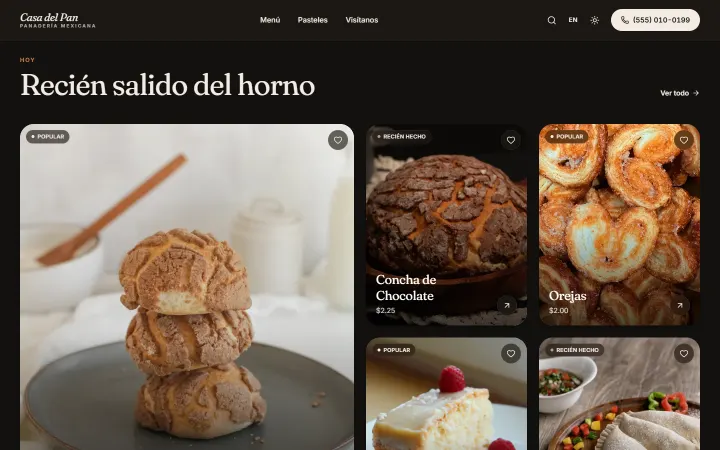 Casa del Pan
PANADERÍA MEXICANA
Menú
Pasteles
Visítanos
EN
(555) 010-0199
HOY
Recién salido del horno
Ver todo
POPULAR
RECIÉN HECHO
POPULAR
Concha de
Chocolate
$2.25
Orejas
$2.00
POPULAR
RECIÉN HECHO